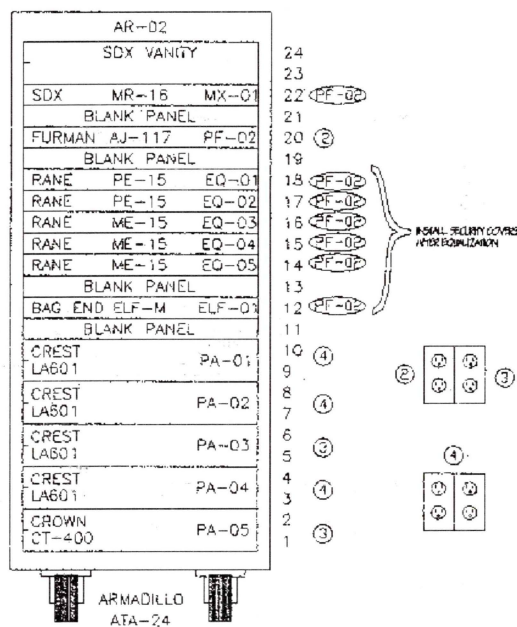 AR-02
SDX VANITY 24
23
SDX MR-16 MX-01 22 PF-02
BLANK PANEL 21
FURMAN AJ-117 PF-02 20 2
BLANK PANEL 19
RANE PE-15 EQ-01 18 PF-02
RANE PE-15 EQ-02 17 PF-02
RANE ME-15 EQ-03 16 PF-02
RANE ME-15 EQ-04 15 PF-02
RANE ME-15 EQ-05 14 PF-02
INSTALL SECURITY COVERS
AFTER EQUALIZATION
BLANK PANEL 13
BAG END ELF-M ELF-01 12 PF-02
BLANK PANEL 11
CREST PA-01 10 4
LA601 9
2 3
CREST PA-02 8 4
LA601 7
CREST PA-03 6 3
LA601 5
4
CREST PA-04 4 4
LA601 3
CROWN PA-05 2 3
CT-400 1
ARMADILLO
ATA-24